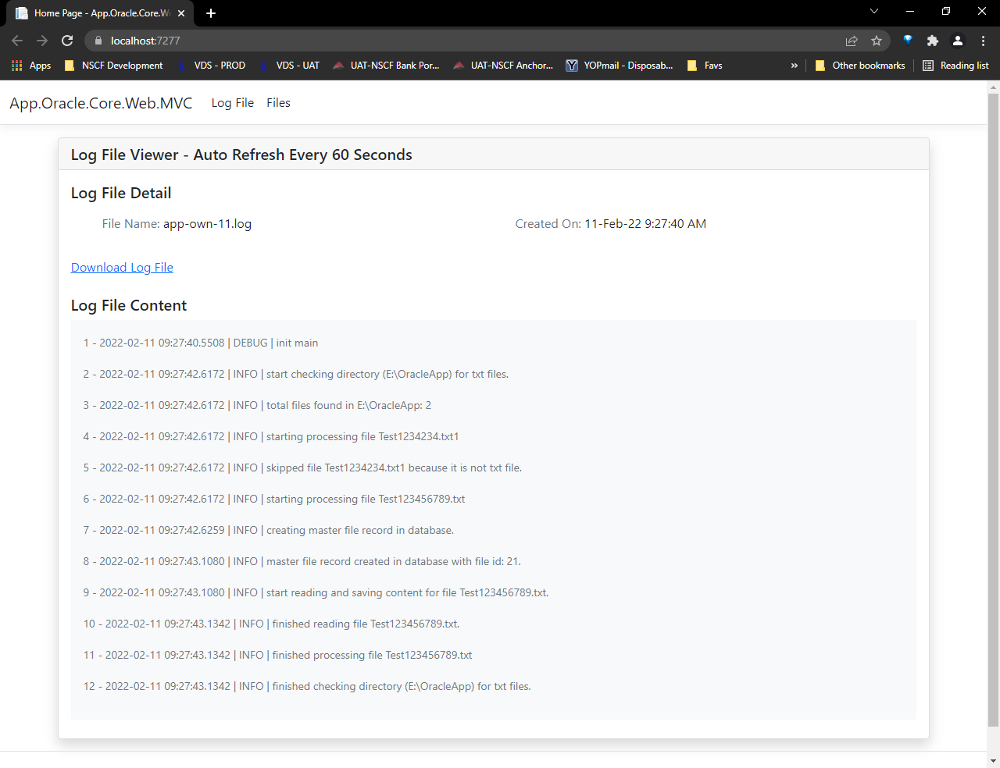 Home Page - App.Oracle.Core.We
localhost:7277
Apps NSCF Development VDS - PROD VDS - UAT UAT-NSCF Bank Por... UAT-NSCF Anchor... YOPmail - Disposab... Favs » Other bookmarks Reading list
App.Oracle.Core.Web.MVC Log File Files
Log File Viewer - Auto Refresh Every 60 Seconds
Log File Detail
File Name: app-own-11.log Created On: 11-Feb-22 9:27:40 AM
Download Log File
Log File Content
1 - 2022-02-11 09:27:40.5508 | DEBUG | init main
2 - 2022-02-11 09:27:42.6172 | INFO | start checking directory (E:\OracleApp) for txt files.
3 - 2022-02-11 09:27:42.6172 | INFO | total files found in E:\OracleApp: 2
4 - 2022-02-11 09:27:42.6172 | INFO | starting processing file Test1234234.txt1
5 - 2022-02-11 09:27:42.6172 | INFO | skipped file Test1234234.txt1 because it is not txt file.
6 - 2022-02-11 09:27:42.6172 | INFO | starting processing file Test123456789.txt
7 - 2022-02-11 09:27:42.6259 | INFO | creating master file record in database.
8 - 2022-02-11 09:27:43.1080 | INFO | master file record created in database with file id: 21.
9 - 2022-02-11 09:27:43.1080 | INFO | start reading and saving content for file Test123456789.txt.
10 - 2022-02-11 09:27:43.1342 | INFO | finished reading file Test123456789.txt.
11 - 2022-02-11 09:27:43.1342 | INFO | finished processing file Test123456789.txt
12 - 2022-02-11 09:27:43.1342 | INFO | finished checking directory (E:\OracleApp) for txt files.